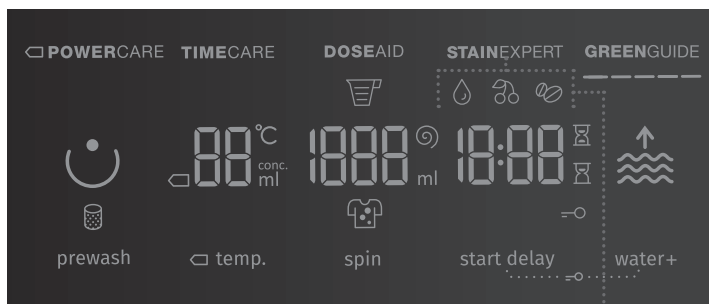 POWERCARE TIMECARE DOSEAID STAINEXPERT GREENGUIDE
88 °C conc. ml 1888 ml 18:88
prewash temp. spin start delay water+